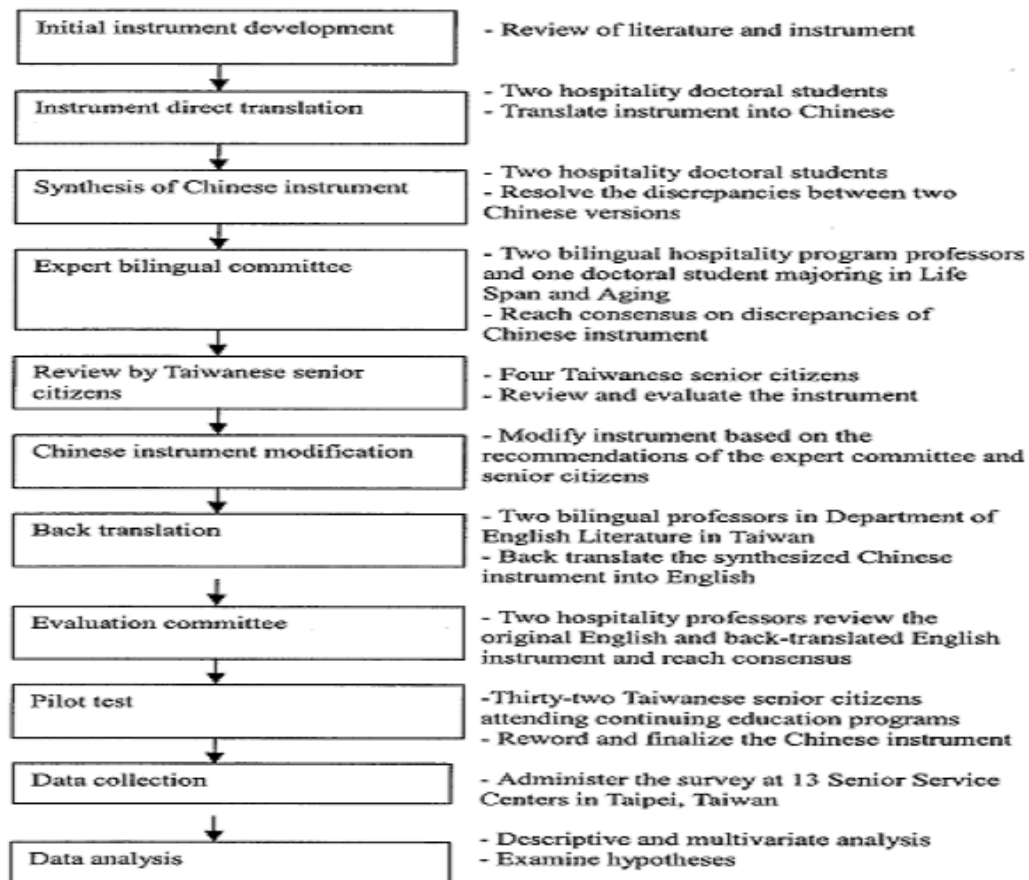 Initial instrument development
- Review of literature and instrument
Instrument direct translation
- Two hospitality doctoral students
- Translate instrument into Chinese
Synthesis of Chinese instrument
- Two hospitality doctoral students
- Resolve the discrepancies between two
Chinese versions
Expert bilingual committee
- Two bilingual hospitality program professors
and one doctoral student majoring in Life
Span and Aging
- Reach consensus on discrepancies of
Chinese instrument
Review by Taiwanese senior
citizens
- Four Taiwanese senior citizens
- Review and evaluate the instrument
Chinese instrument modification
- Modify instrument based on the
recommendations of the expert committee and
senior citizens
Back translation
- Two bilingual professors in Department of
English Literature in Taiwan
- Back translate the synthesized Chinese
instrument into English
Evaluation committee
- Two hospitality professors review the
original English and back-translated English
instrument and reach consensus
Pilot test
-Thirty-two Taiwanese senior citizens
attending continuing education programs
- Reword and finalize the Chinese instrument
Data collection
- Administer the survey at 13 Senior Service
Centers in Taipei, Taiwan
Data analysis
- Descriptive and multivariate analysis
- Examine hypotheses